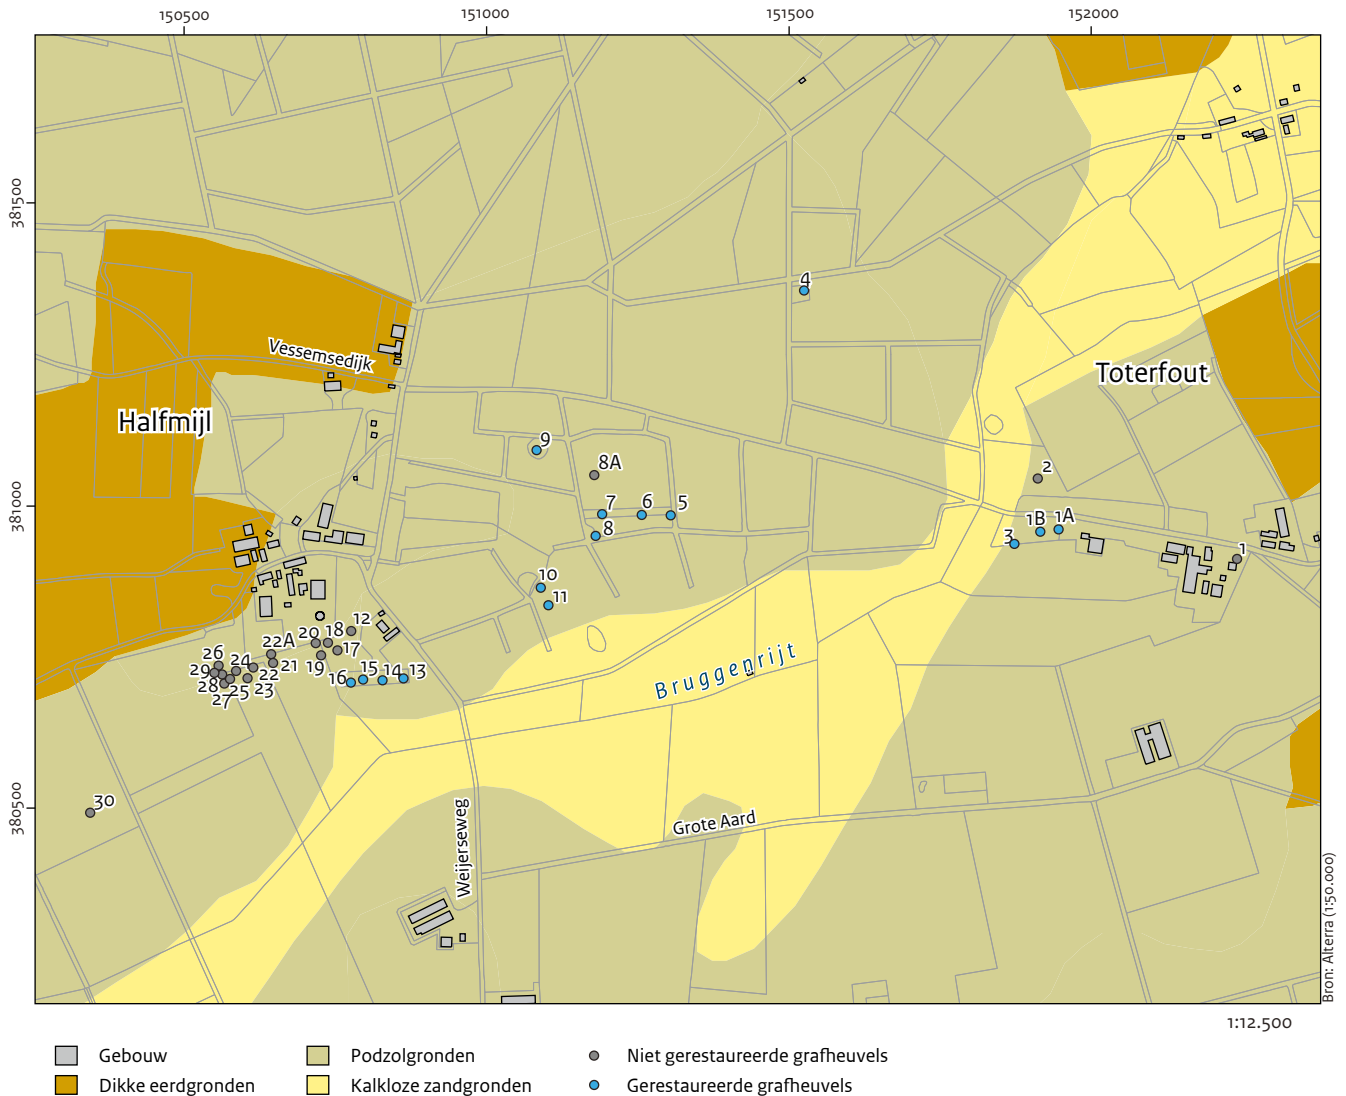 150500 151000 151500 152000
381500
381000
380500
4
Vessemsedijk
Toterfout
Halfmijl
9
8A
2
7 6 5
8
1B 1A
3
1
10
11
12
20 18
17
22A
19
26 24 21
29 22
28 25 23
27
16 15 14 13
Bruggenrijt
30
Grote Aard
Weijerseweg
Bron: Alterra (1:50.000)
1:12.500
Gebouw Podzolgronden Niet gerestaureerde grafheuvels
Dikke eerdgronden Kalkloze zandgronden Gerestaureerde grafheuvels